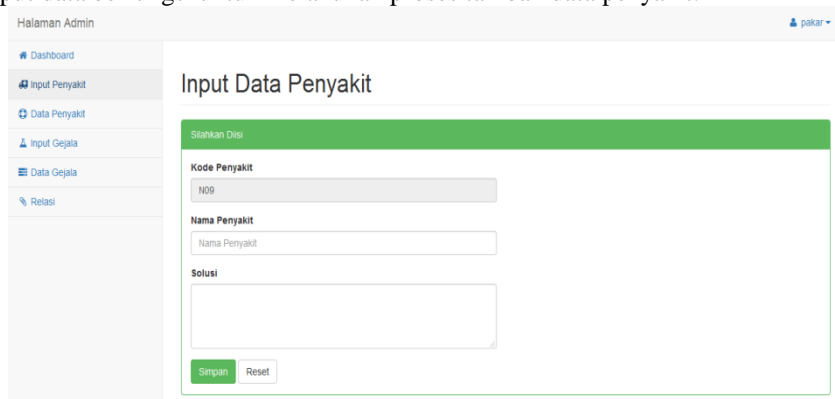 Halaman Admin
pakar
Dashboard
Input Penyakit
Data Penyakit
Input Gejala
Data Gejala
Relasi
Input Data Penyakit
Silahkan Diisi
Kode Penyakit
N09
Nama Penyakit
Nama Penyakit
Solusi
Simpan
Reset